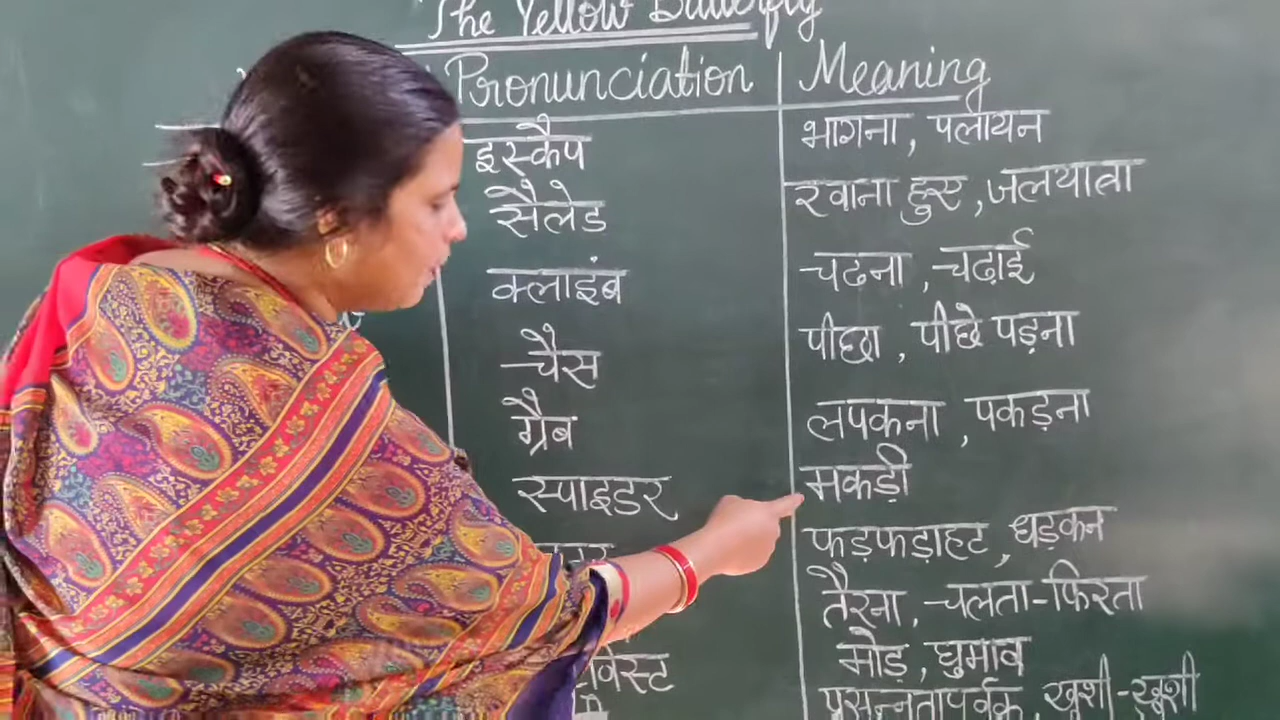 The Yellow Butterfly
Pronunciation | Meaning
इस्कैप | भागना, पलायन
सैलेड | रवाना हुए, जलयात्रा
क्लाइंब | चढना, चढ़ाई
चैस | पीछा, पीछे पड़ना
ग्रैब | लपकना, पकड़ना
स्पाइडर | मकड़ी
फड़फड़ाहट, धड़कन
तैरना, चलता-फिरता
मोड़, घुमाव
प्रसन्नतापूर्वक, खुशी-खुशी